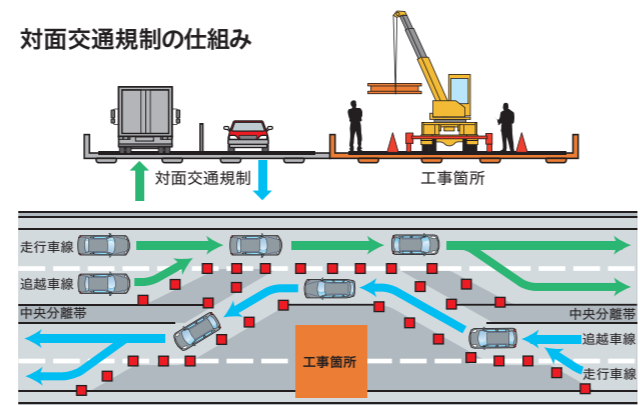 対面交通規制の仕組み
対面交通規制
工事箇所
走行車線
追越車線
中央分離帯
中央分離帯
追越車線
工事箇所
走行車線